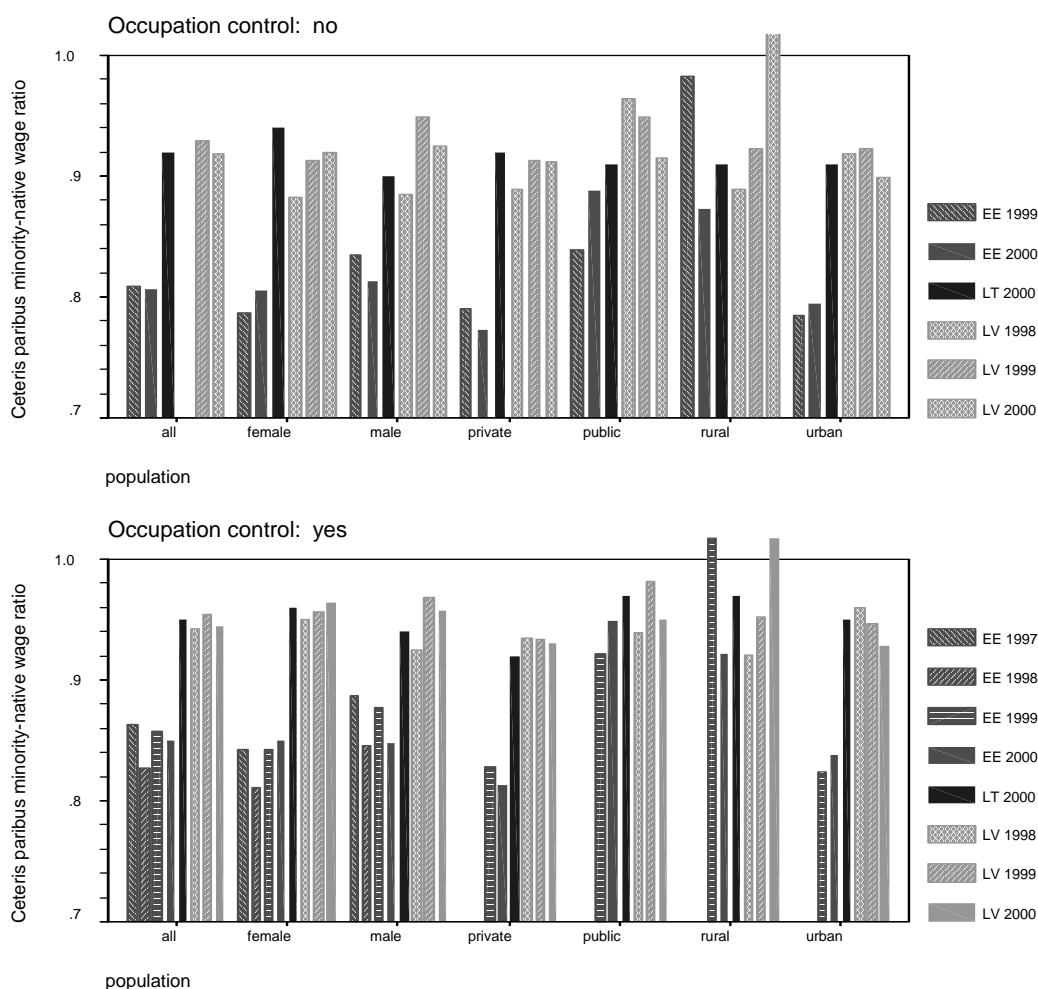 Occupation control: no
Ceteris paribus minority-native wage ratio
1.0
.9
.8
.7
all female male private public rural urban
population
EE 1999
EE 2000
LT 2000
LV 1998
LV 1999
LV 2000
Occupation control: yes
Ceteris paribus minority-native wage ratio
1.0
.9
.8
.7
all female male private public rural urban
population
EE 1997
EE 1998
EE 1999
EE 2000
LT 2000
LV 1998
LV 1999
LV 2000